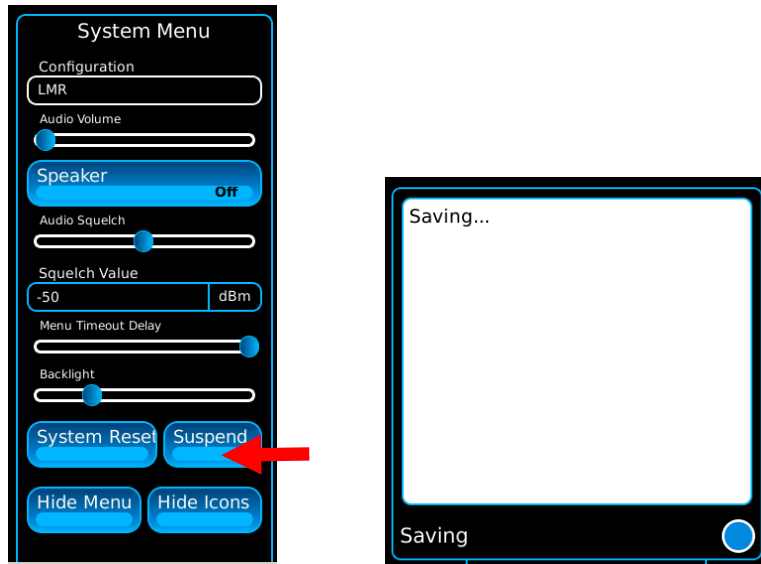 System Menu
Configuration
LMR
Audio Volume
Speaker
Off
Audio Squelch
Squelch Value
-50 dBm
Menu Timeout Delay
Backlight
System Reset Suspend
Hide Menu Hide Icons
Saving...
Saving